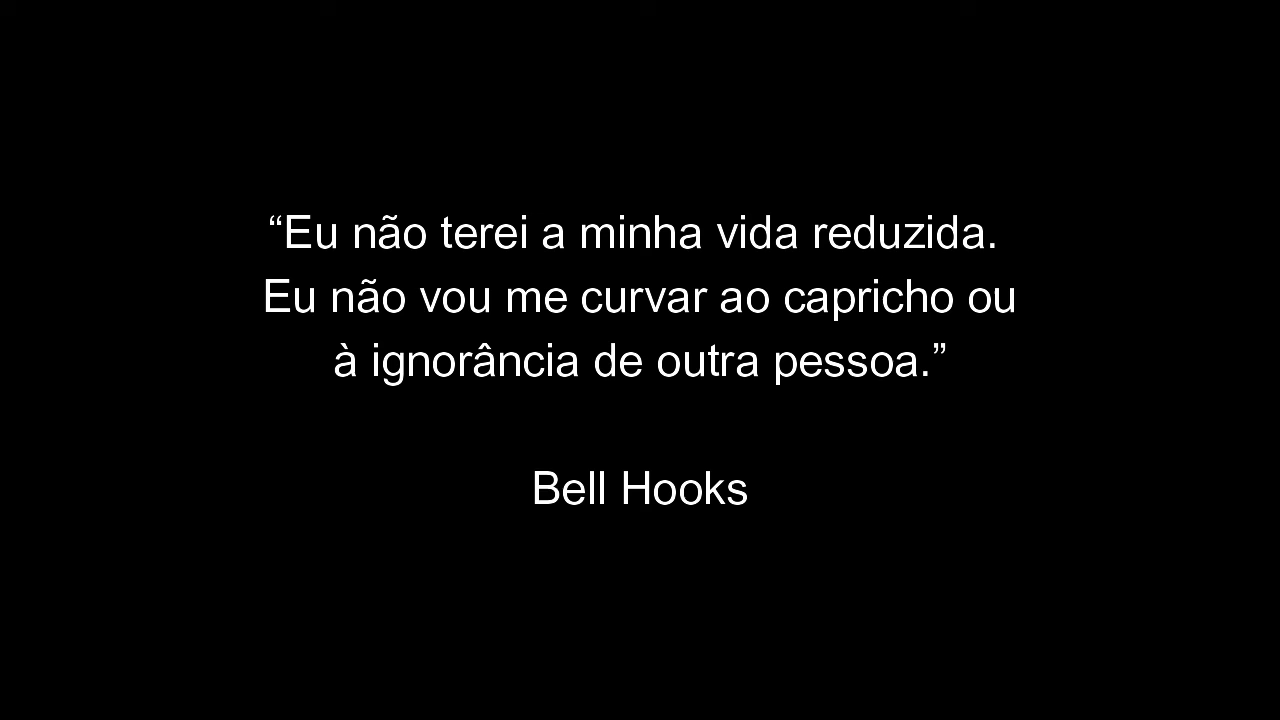 “Eu não terei a minha vida reduzida.
Eu não vou me curvar ao capricho ou
à ignorância de outra pessoa.”
Bell Hooks